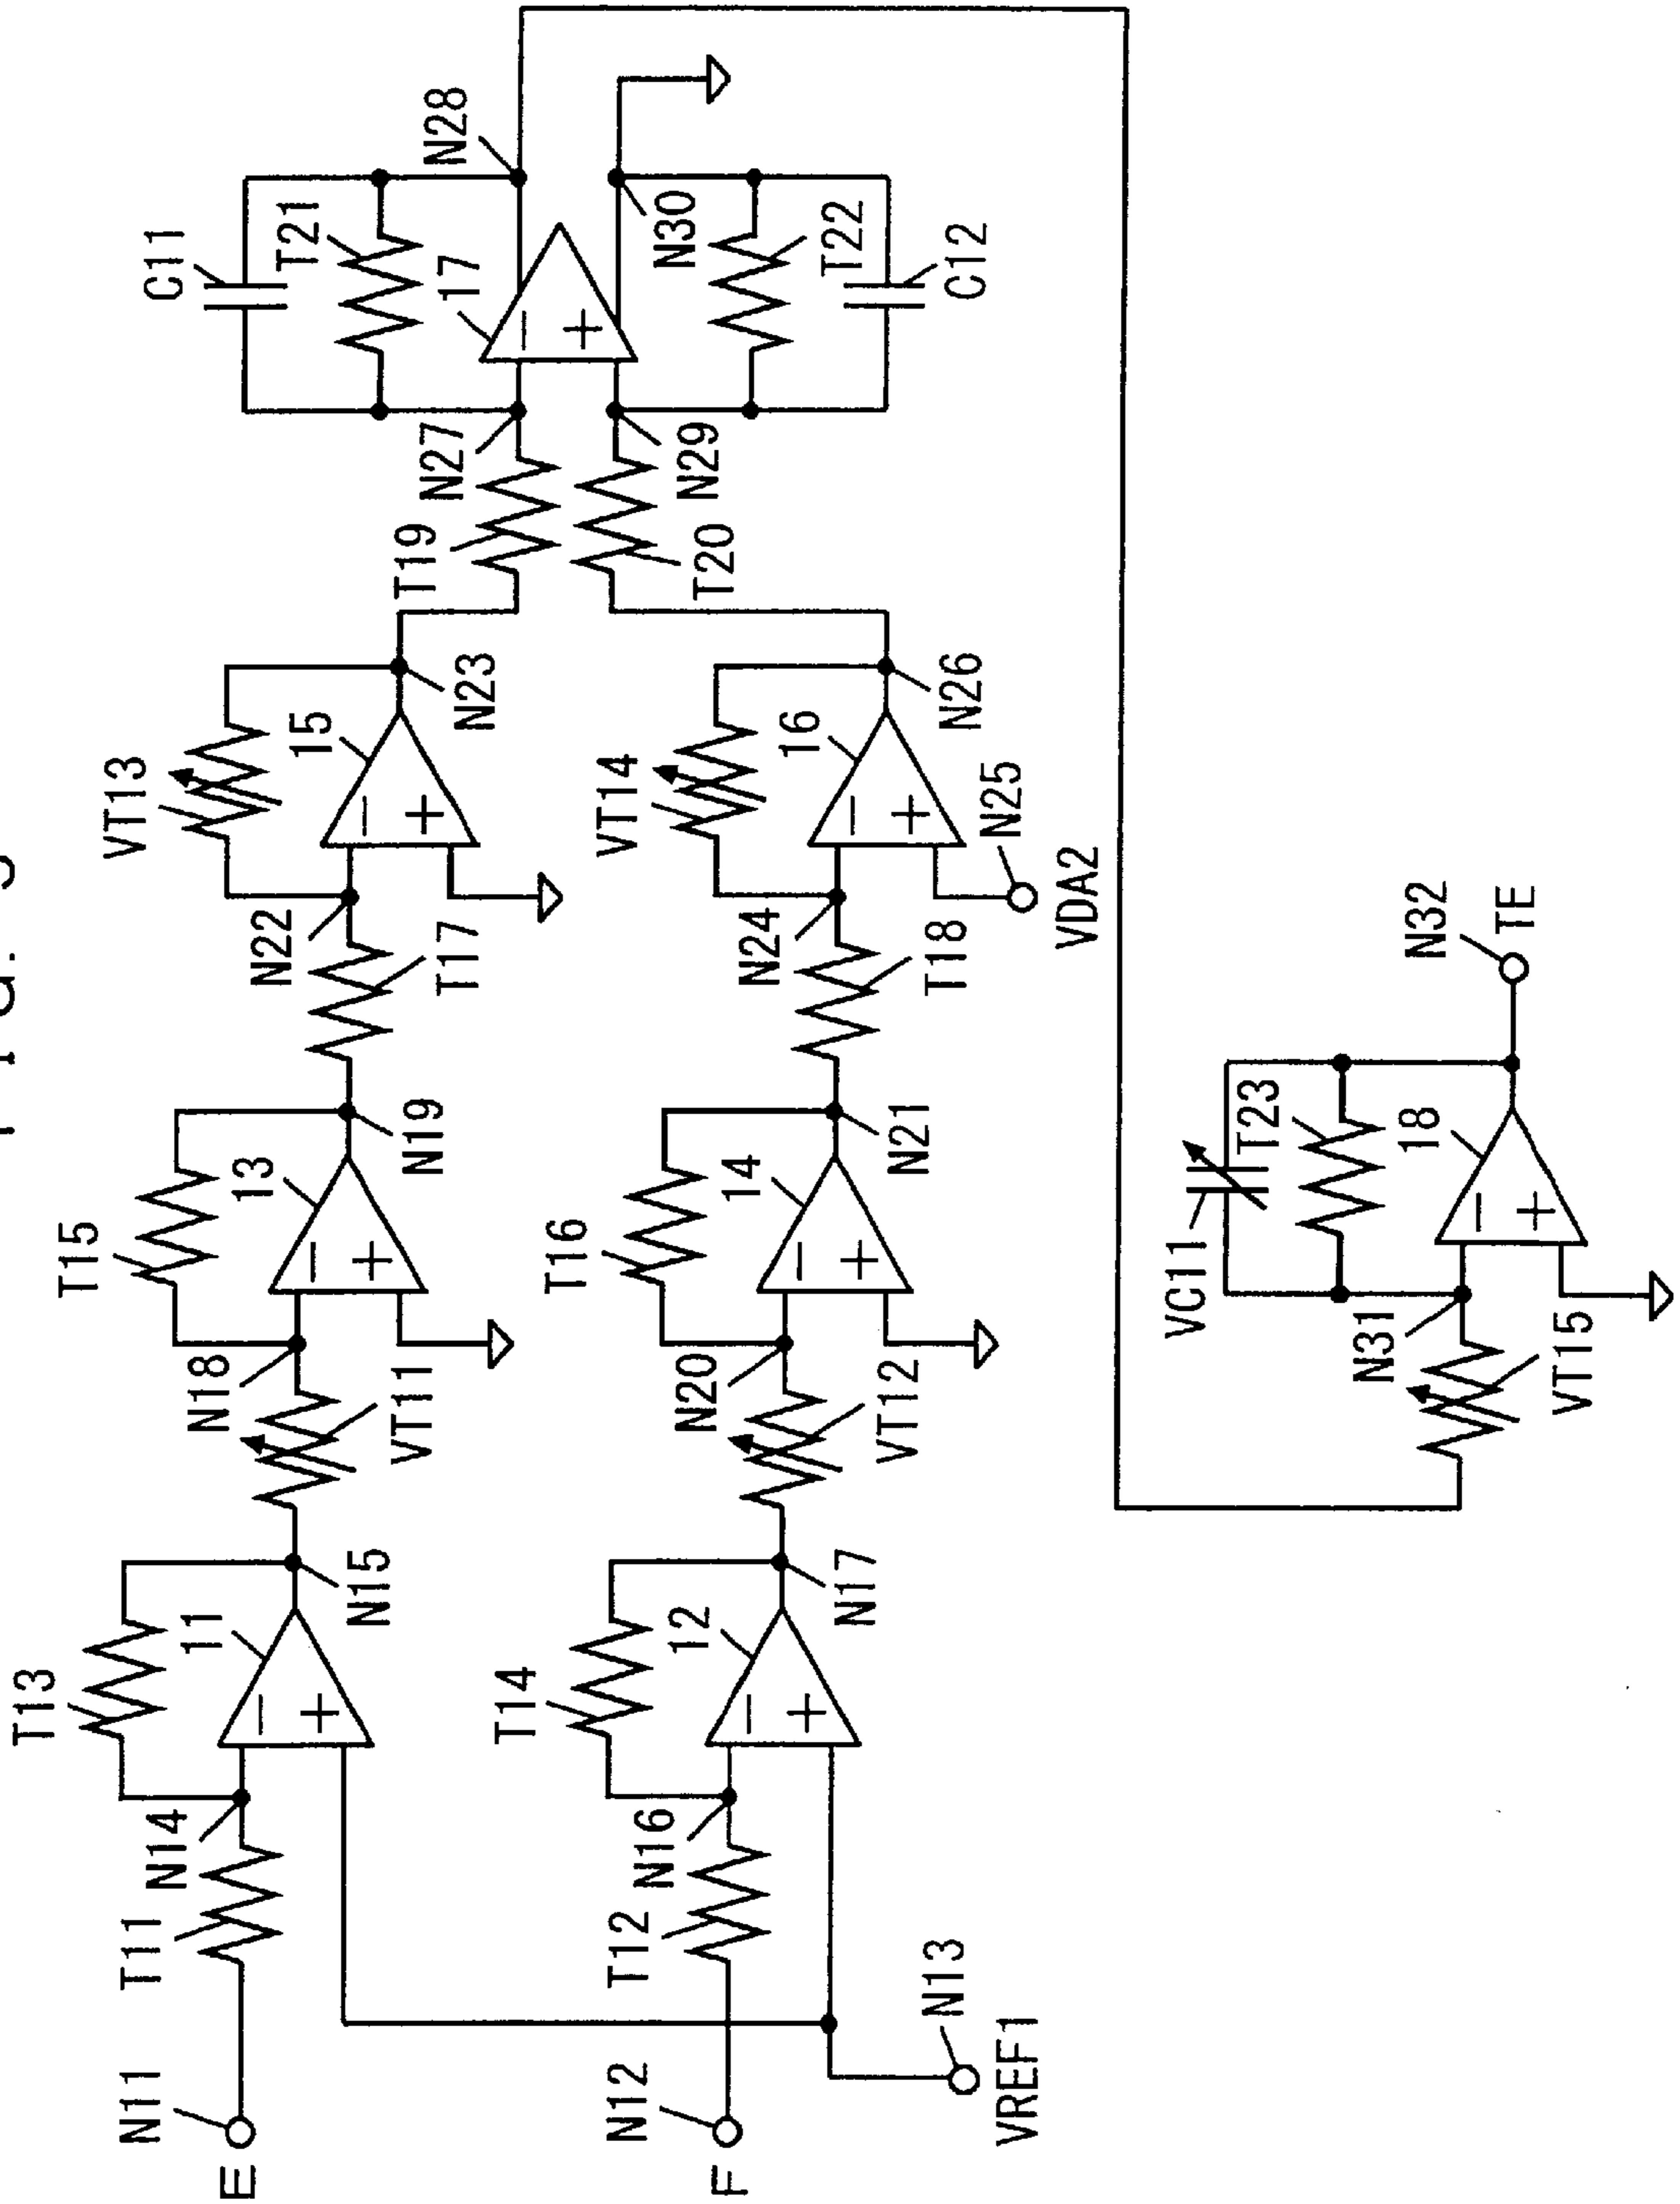 E
N11
T11
N14
T13
11
N15
VT11
N18
T15
13
N19
T17
N22
VT13
15
N23
T19
N27
C11
T21
17
N28
F
N12
T12
N16
T14
12
N17
VT12
N20
T16
14
N21
T18
N24
VT14
16
N25
VDA2
N26
T20
N29
N30
T22
C12
VREF1
N13
VT15
N31
VC11
T23
18
N32
TE